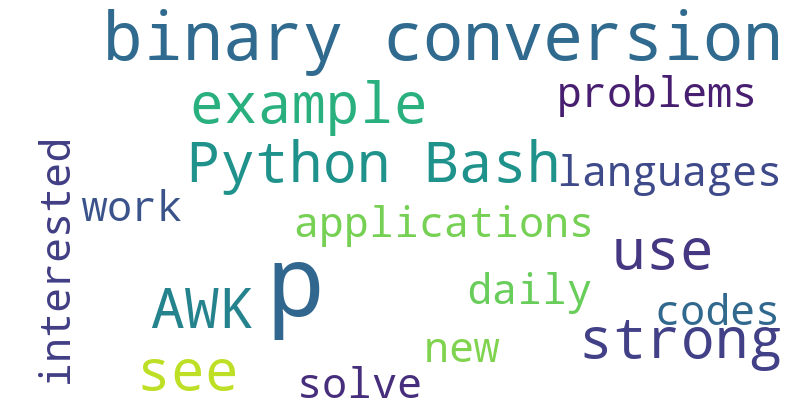 binary conversion
example
problems
Python Bash
languages
interested
work
applications
use
p
AWK
daily
codes
strong
new
see
solve